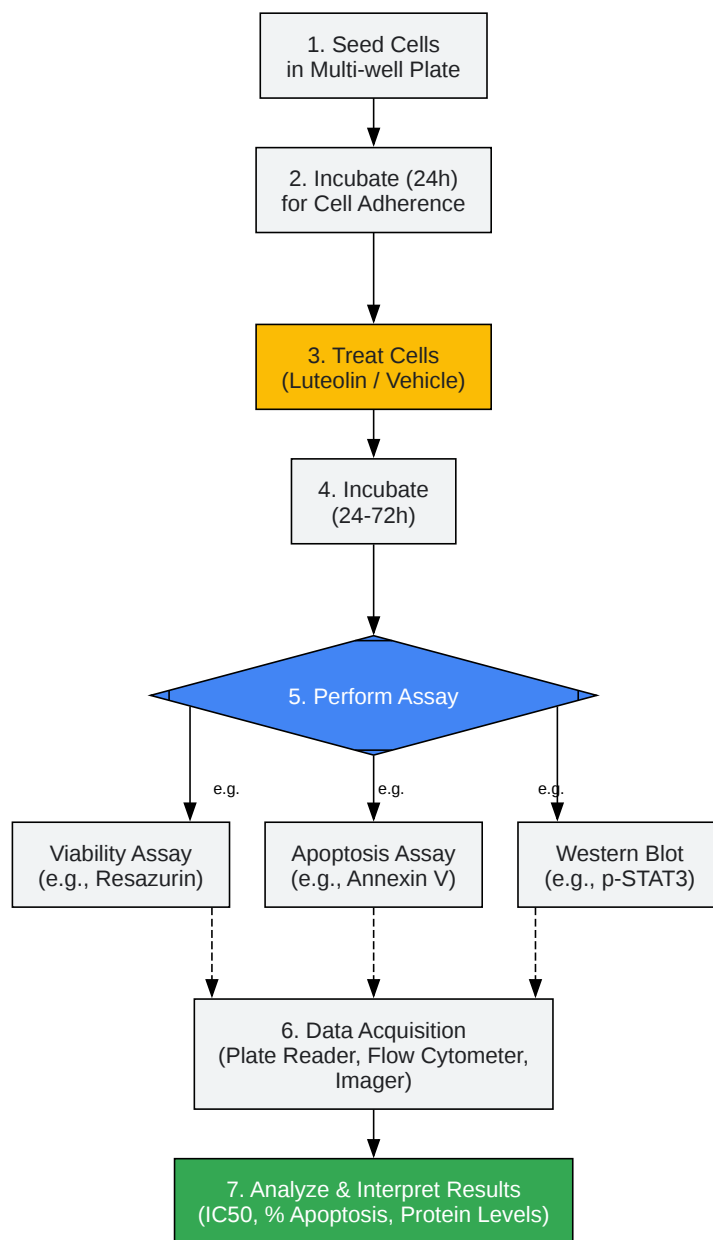 1. Seed Cells
in Multi-well Plate
2. Incubate (24h)
for Cell Adherence
3. Treat Cells
(Luteolin / Vehicle)
4. Incubate
(24-72h)
5. Perform Assay
e.g.
e.g.
e.g.
Viability Assay
(e.g., Resazurin)
Apoptosis Assay
(e.g., Annexin V)
Western Blot
(e.g., p-STAT3)
6. Data Acquisition
(Plate Reader, Flow Cytometer,
Imager)
7. Analyze & Interpret Results
(IC50, % Apoptosis, Protein Levels)